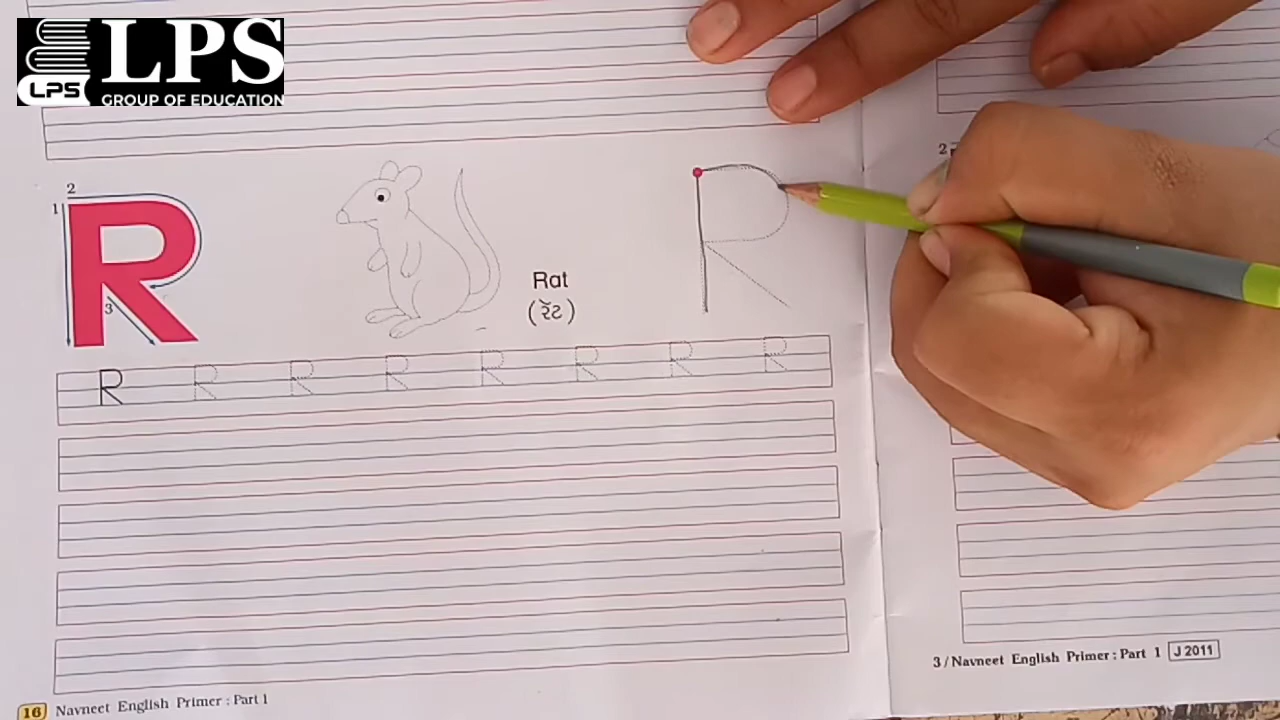 LPS
LPS
GROUP OF EDUCATION
2
1
R
3
R
Rat
(રૅટ)
R R R R R R R R
2
16 Navneet English Primer : Part 1
3 / Navneet English Primer : Part 1 J 2011